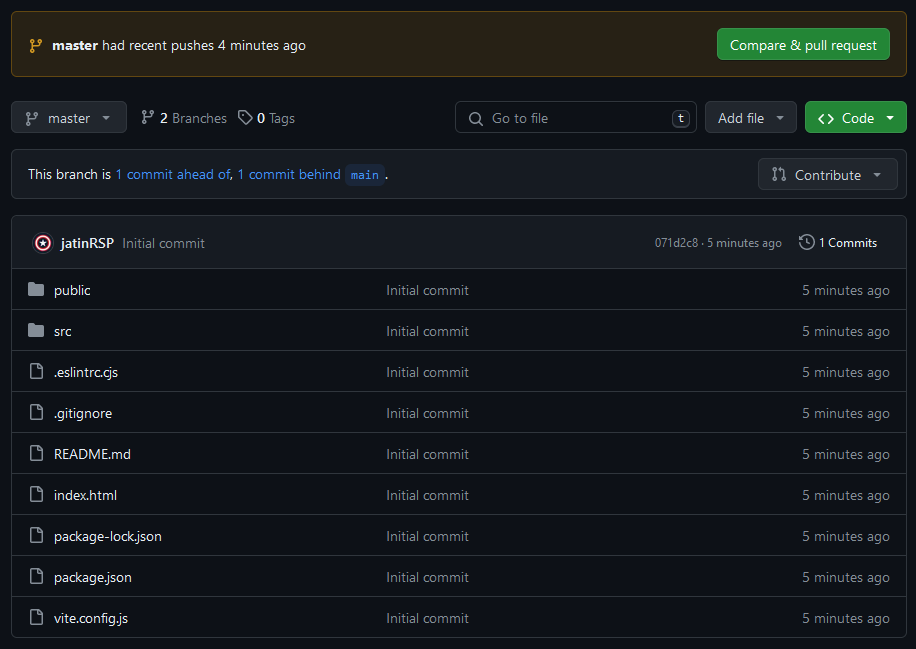 master had recent pushes 4 minutes ago Compare & pull request
master 2 Branches 0 Tags Go to file t Add file <> Code
This branch is 1 commit ahead of, 1 commit behind main . Contribute
jatinRSP Initial commit 071d2c8 · 5 minutes ago 1 Commits
public Initial commit 5 minutes ago
src Initial commit 5 minutes ago
.eslintrc.cjs Initial commit 5 minutes ago
.gitignore Initial commit 5 minutes ago
README.md Initial commit 5 minutes ago
index.html Initial commit 5 minutes ago
package-lock.json Initial commit 5 minutes ago
package.json Initial commit 5 minutes ago
vite.config.js Initial commit 5 minutes ago